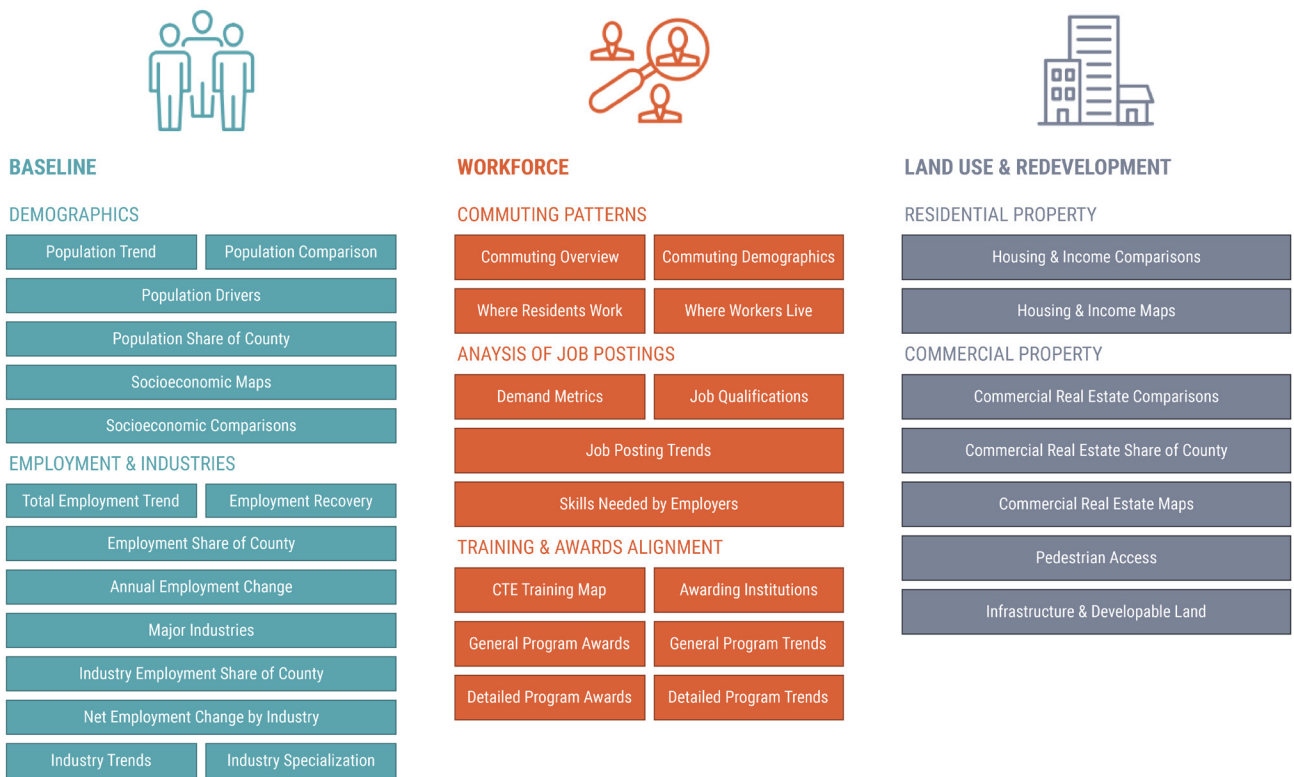 BASELINE
DEMOGRAPHICS
Population Trend
Population Comparison
Population Drivers
Population Share of County
Socioeconomic Maps
Socioeconomic Comparisons
EMPLOYMENT & INDUSTRIES
Total Employment Trend
Employment Recovery
Employment Share of County
Annual Employment Change
Major Industries
Industry Employment Share of County
Net Employment Change by Industry
Industry Trends
Industry Specialization
WORKFORCE
COMMUTING PATTERNS
Commuting Overview
Commuting Demographics
Where Residents Work
Where Workers Live
ANAYSIS OF JOB POSTINGS
Demand Metrics
Job Qualifications
Job Posting Trends
Skills Needed by Employers
TRAINING & AWARDS ALIGNMENT
CTE Training Map
Awarding Institutions
General Program Awards
General Program Trends
Detailed Program Awards
Detailed Program Trends
LAND USE & REDEVELOPMENT
RESIDENTIAL PROPERTY
Housing & Income Comparisons
Housing & Income Maps
COMMERCIAL PROPERTY
Commercial Real Estate Comparisons
Commercial Real Estate Share of County
Commercial Real Estate Maps
Pedestrian Access
Infrastructure & Developable Land